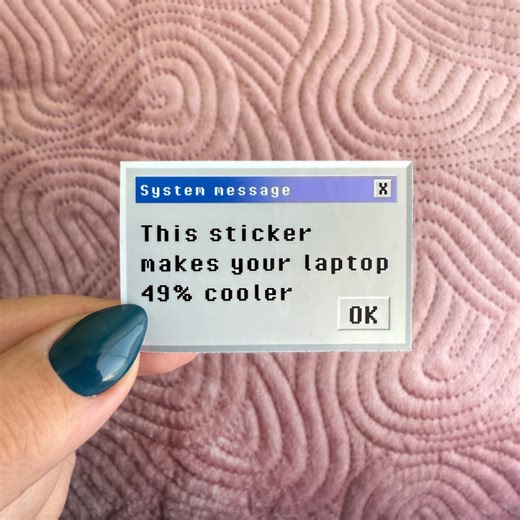 System message X
This sticker
makes your laptop
49% cooler
OK